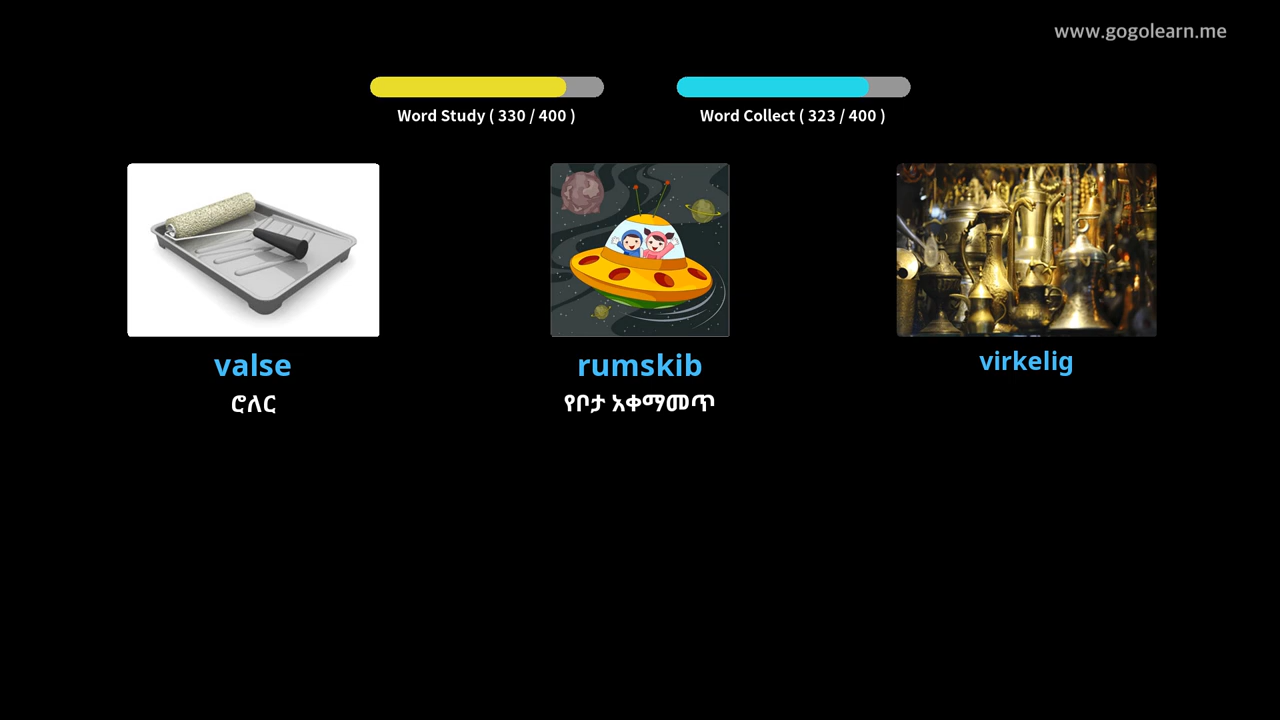 www.gogolearn.me
Word Study ( 330 / 400 )
Word Collect ( 323 / 400 )
valse
ሮለር
rumskib
የቦታ አቀማመጥ
virkelig